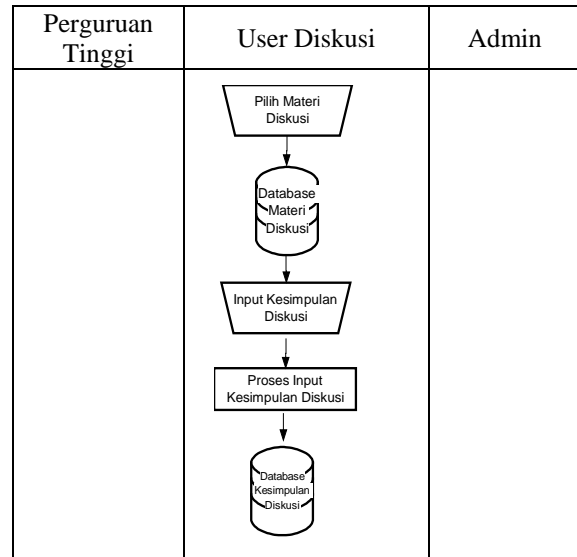 Perguruan
Tinggi
User Diskusi
Admin
Pilih Materi
Diskusi
Database
Materi
Diskusi
Input Kesimpulan
Diskusi
Proses Input
Kesimpulan Diskusi
Database
Kesimpulan
Diskusi